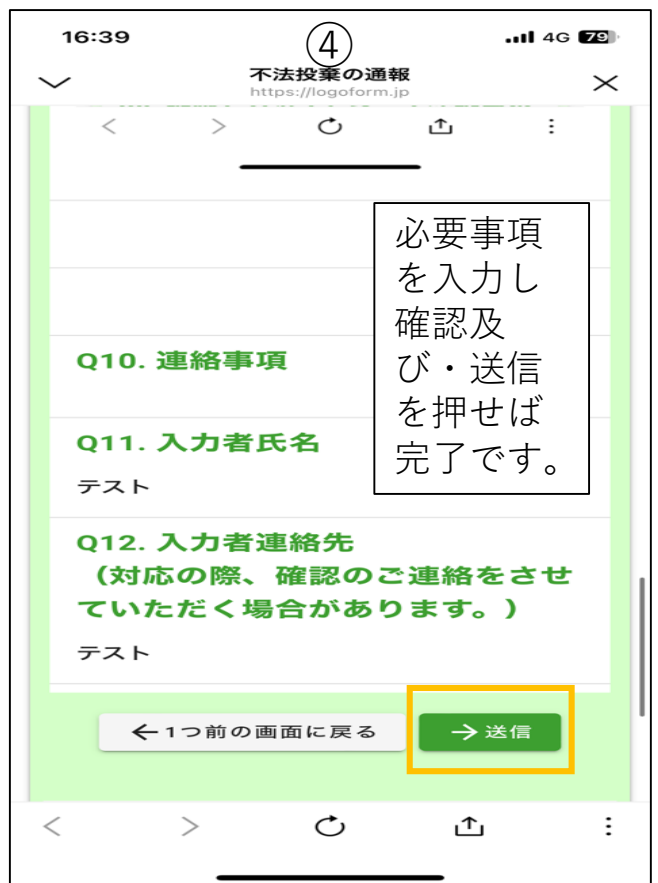 16:39
④
4G 79
不法投棄の通報
https://logoform.jp
必要事項
を入力し
確認及
び・送信
を押せば
完了です。
Q10. 連絡事項
Q11. 入力者氏名
テスト
Q12. 入力者連絡先
（対応の際、確認のご連絡をさせ
ていただく場合があります。）
テスト
←1つ前の画面に戻る
→送信